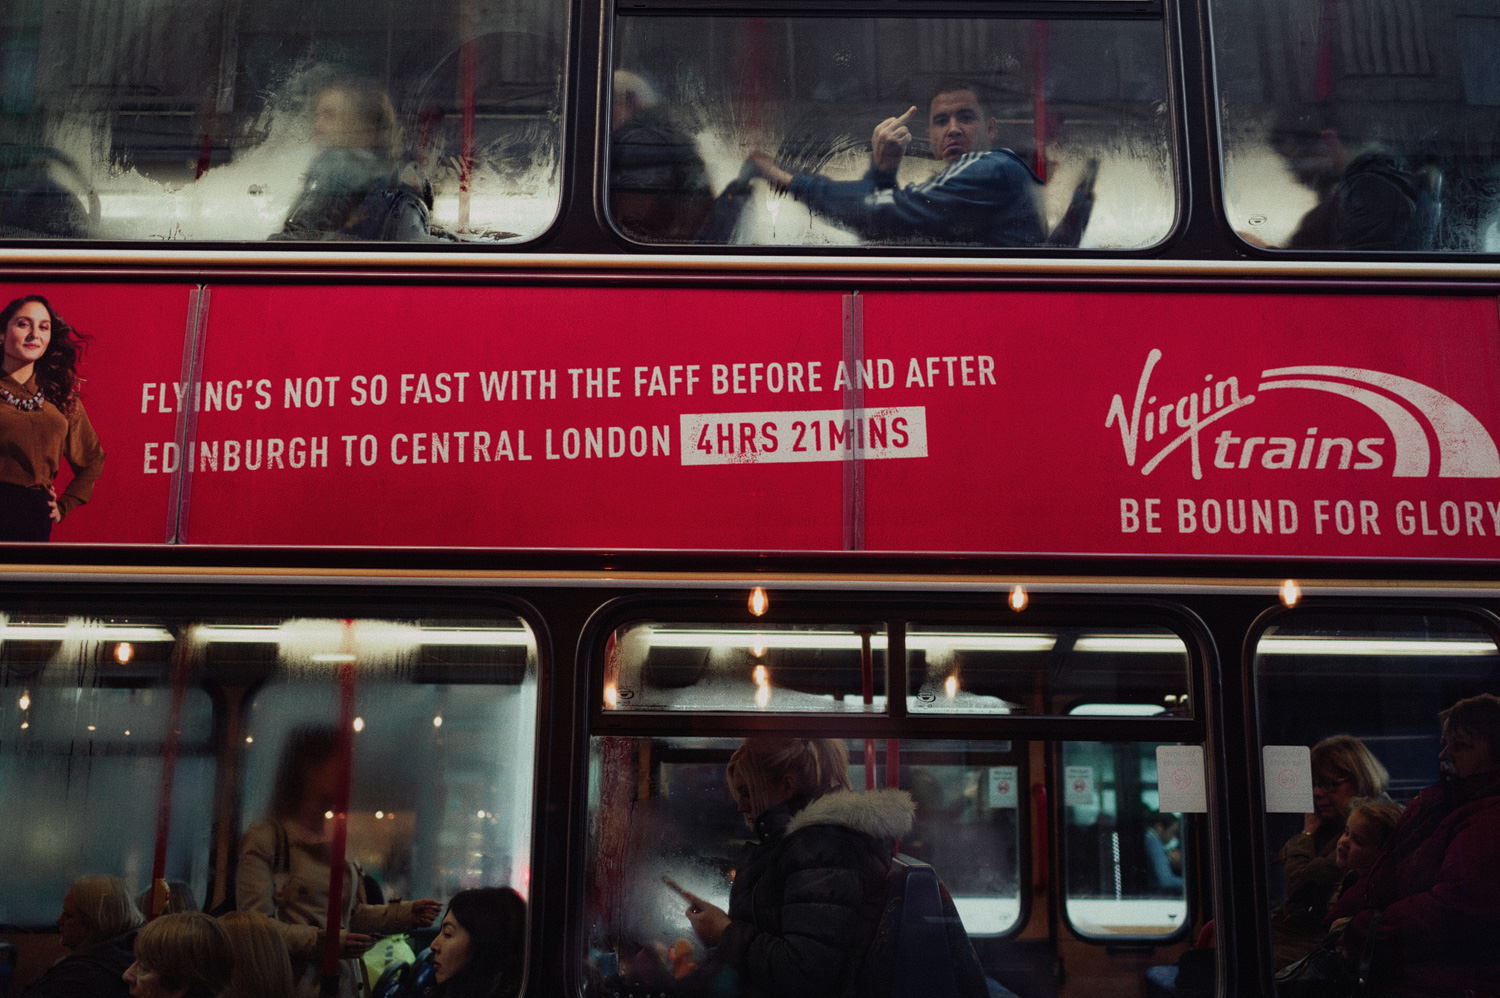 FLYING'S NOT SO FAST WITH THE FAFF BEFORE AND AFTER
EDINBURGH TO CENTRAL LONDON 4HRS 21MINS
Virgin
trains
BE BOUND FOR GLORY